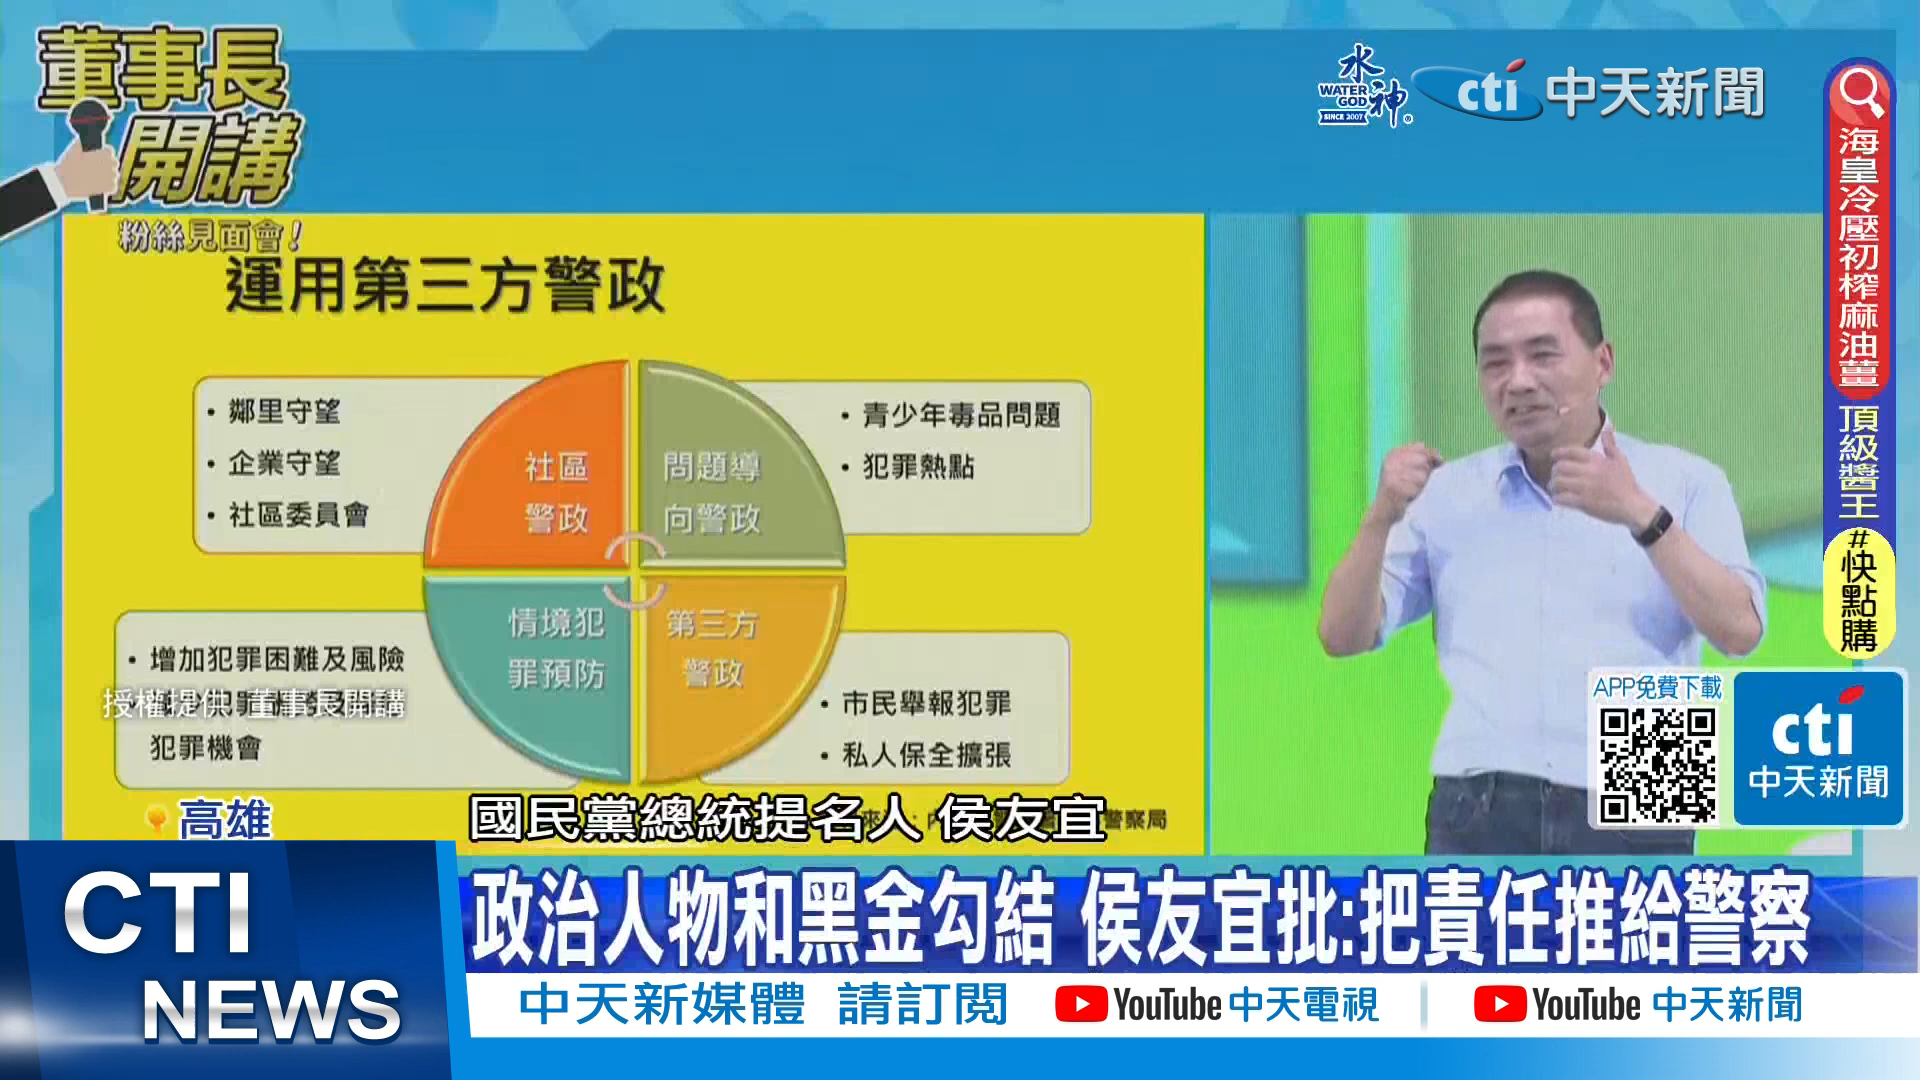 董事長
開講
粉絲見面會!
水神
WATER GOD
SINCE 2007
cti 中天新聞
海皇冷壓初榨麻油薑 頂級醬王 #快點購
運用第三方警政
• 鄰里守望
• 企業守望
• 社區委員會
社區
警政
問題導
向警政
• 青少年毒品問題
• 犯罪熱點
情境犯
罪預防
第三方
警政
• 增加犯罪困難及風險
犯罪機會
• 市民舉報犯罪
• 私人保全擴張
授權提供 董事長開講
高雄
國民黨總統提名人 侯友宜
警察局
APP免費下載
cti
中天新聞
CTI
NEWS
政治人物和黑金勾結 侯友宜批:把責任推給警察
中天新媒體 請訂閱 YouTube 中天電視 YouTube 中天新聞